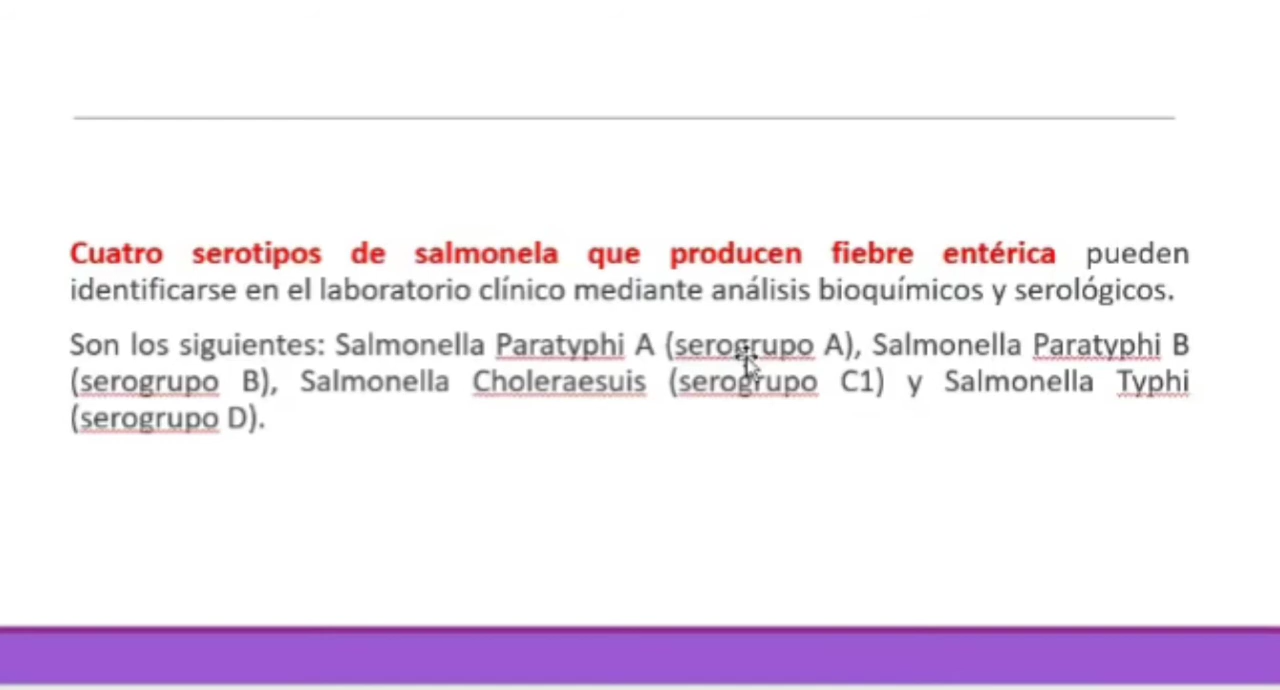 Cuatro serotipos de salmonela que producen fiebre entérica pueden
identificarse en el laboratorio clínico mediante análisis bioquímicos y serológicos.
Son los siguientes: Salmonella Paratyphi A (serogrupo A), Salmonella Paratyphi B
(serogrupo B), Salmonella Choleraesuis (serogrupo C1) y Salmonella Typhi
(serogrupo D).